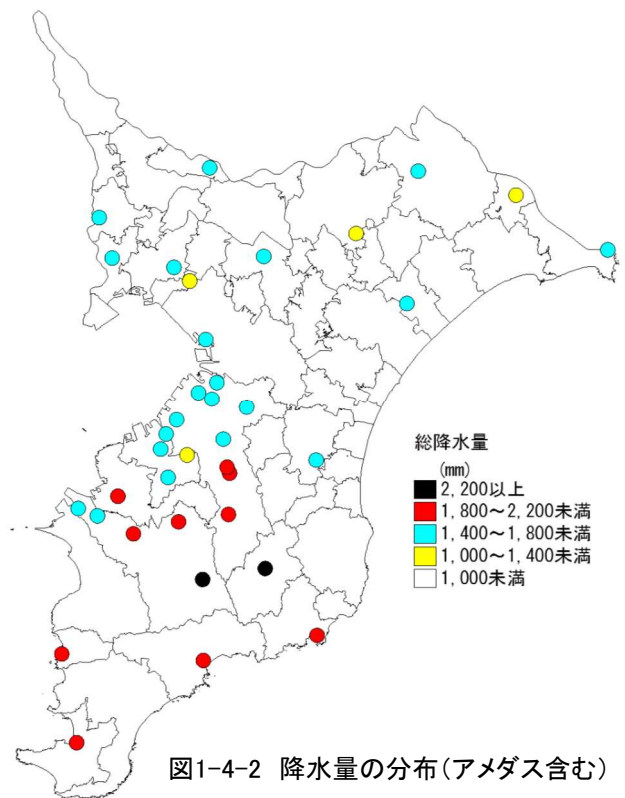 総降水量
(mm)
2,200以上
1,800～2,200未満
1,400～1,800未満
1,000～1,400未満
1,000未満
図1-4-2 降水量の分布(アメダス含む)